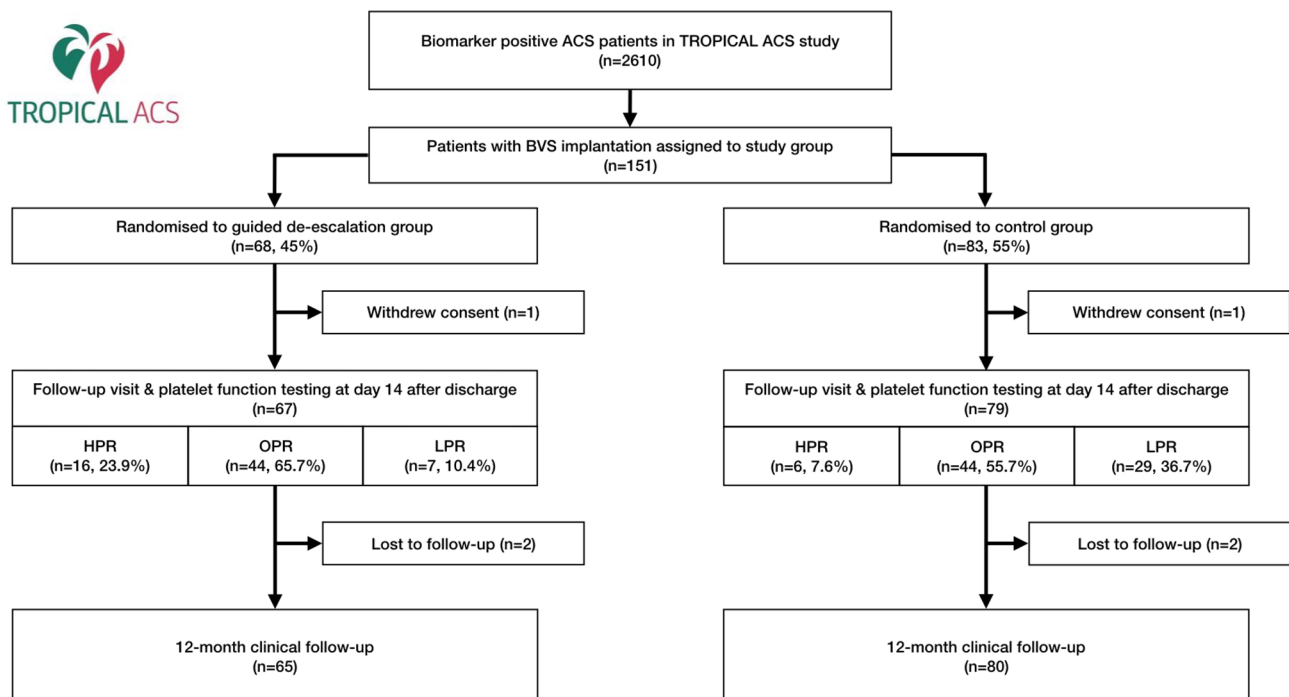 TROPICAL ACS
Biomarker positive ACS patients in TROPICAL ACS study
(n=2610)
Patients with BVS implantation assigned to study group
(n=151)
Randomised to guided de-escalation group
(n=68, 45%)
Randomised to control group
(n=83, 55%)
Withdrew consent (n=1)
Withdrew consent (n=1)
Follow-up visit & platelet function testing at day 14 after discharge
(n=67)
HPR
(n=16, 23.9%)
OPR
(n=44, 65.7%)
LPR
(n=7, 10.4%)
Follow-up visit & platelet function testing at day 14 after discharge
(n=79)
HPR
(n=6, 7.6%)
OPR
(n=44, 55.7%)
LPR
(n=29, 36.7%)
Lost to follow-up (n=2)
Lost to follow-up (n=2)
12-month clinical follow-up
(n=65)
12-month clinical follow-up
(n=80)